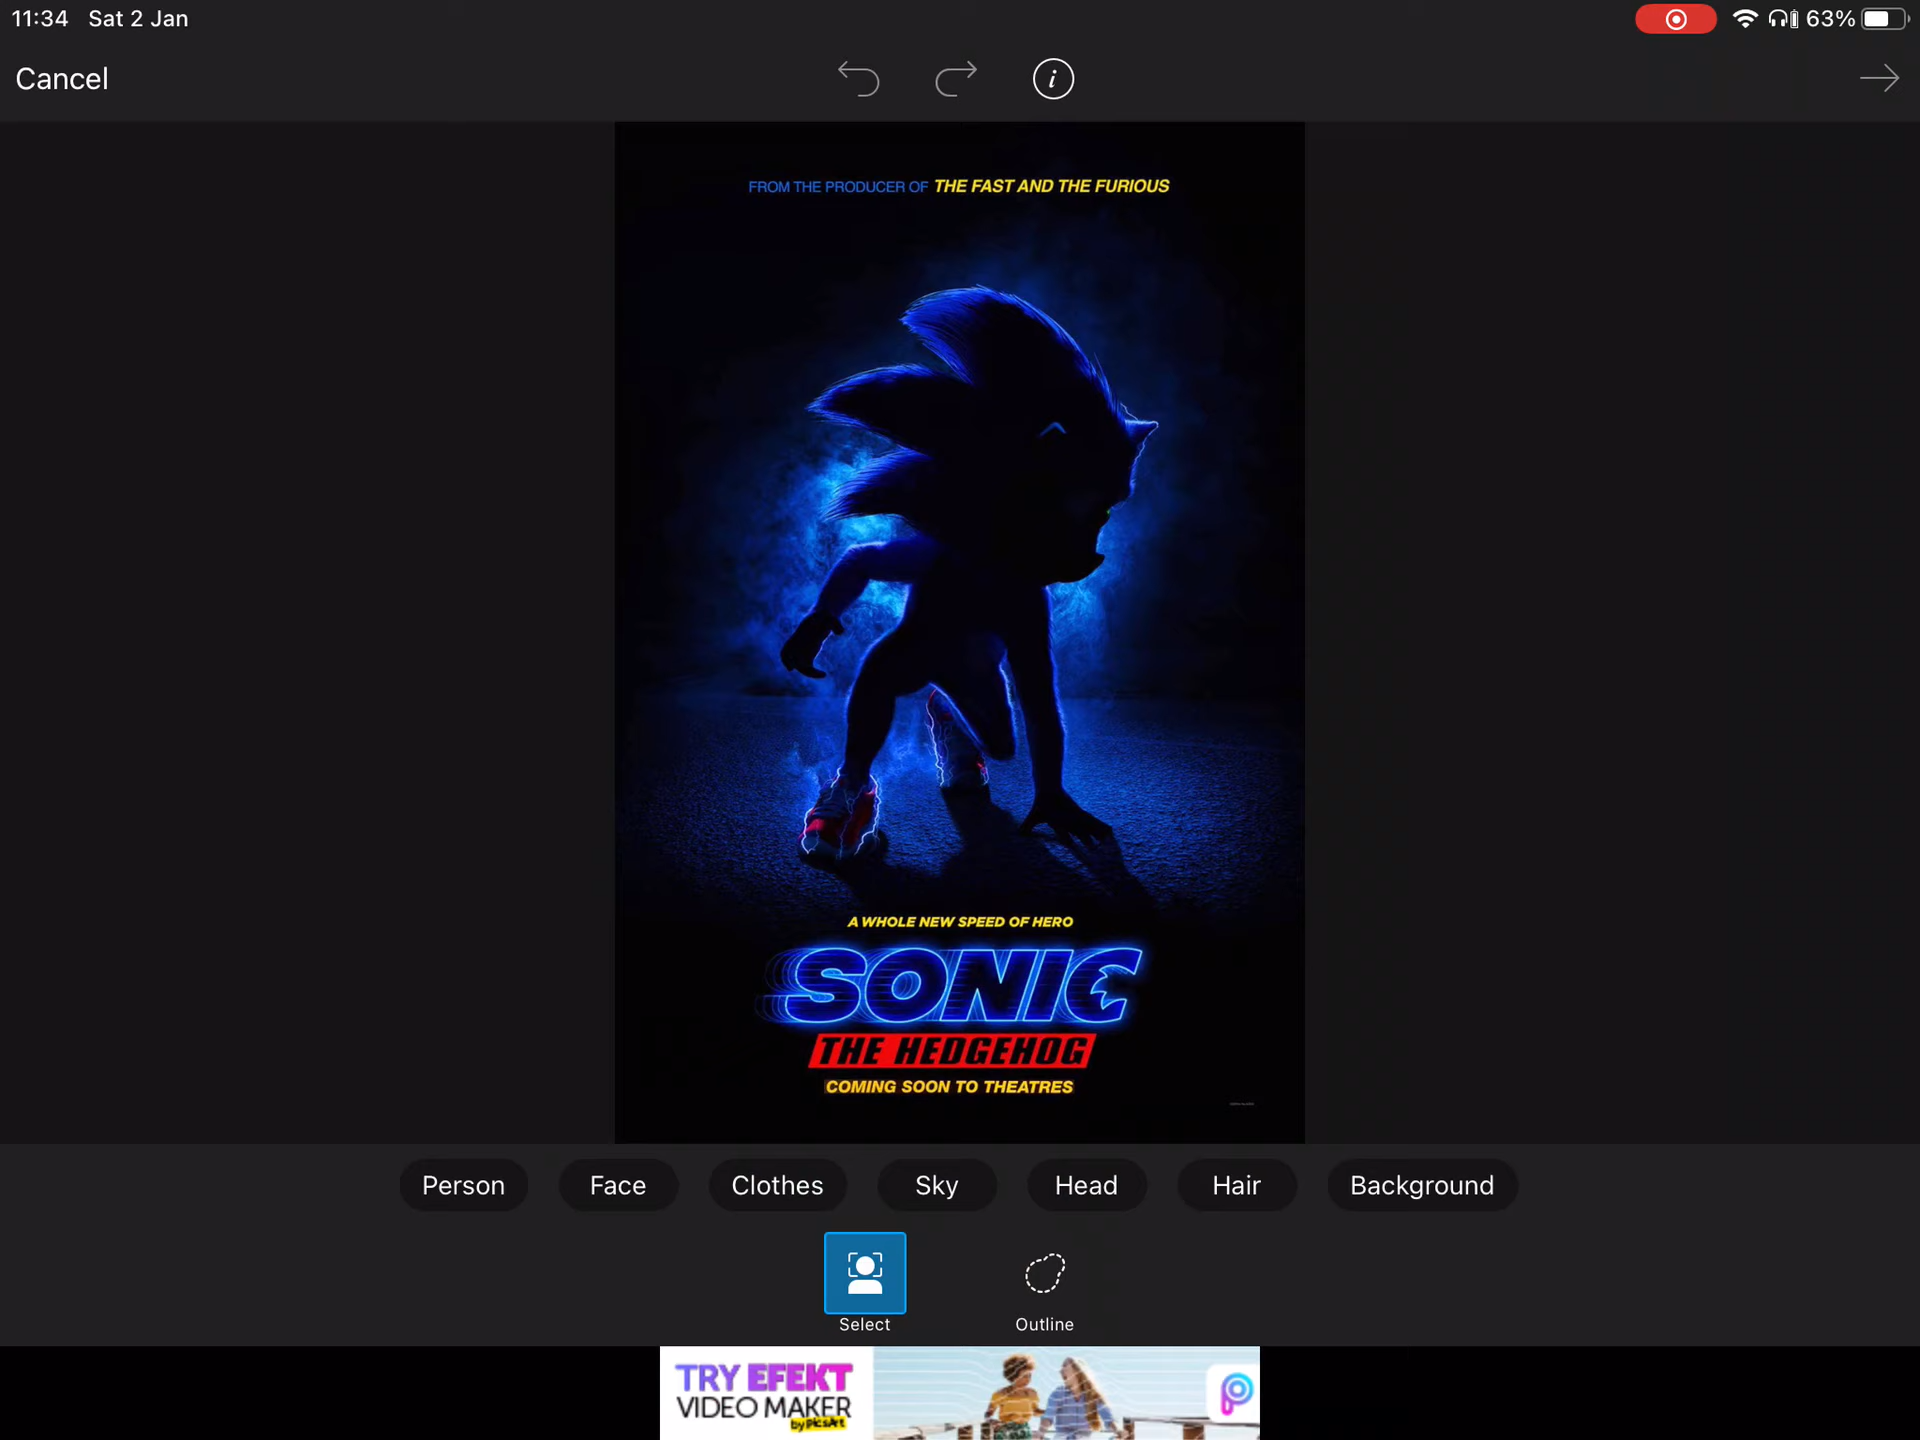 11:34 Sat 2 Jan
63%
Cancel
FROM THE PRODUCER OF THE FAST AND THE FURIOUS
A WHOLE NEW SPEED OF HERO
SONIC
THE HEDGEHOG
COMING SOON TO THEATRES
Person Face Clothes Sky Head Hair Background
Select Outline
TRY EFEKT
VIDEO MAKER
by PicsArt